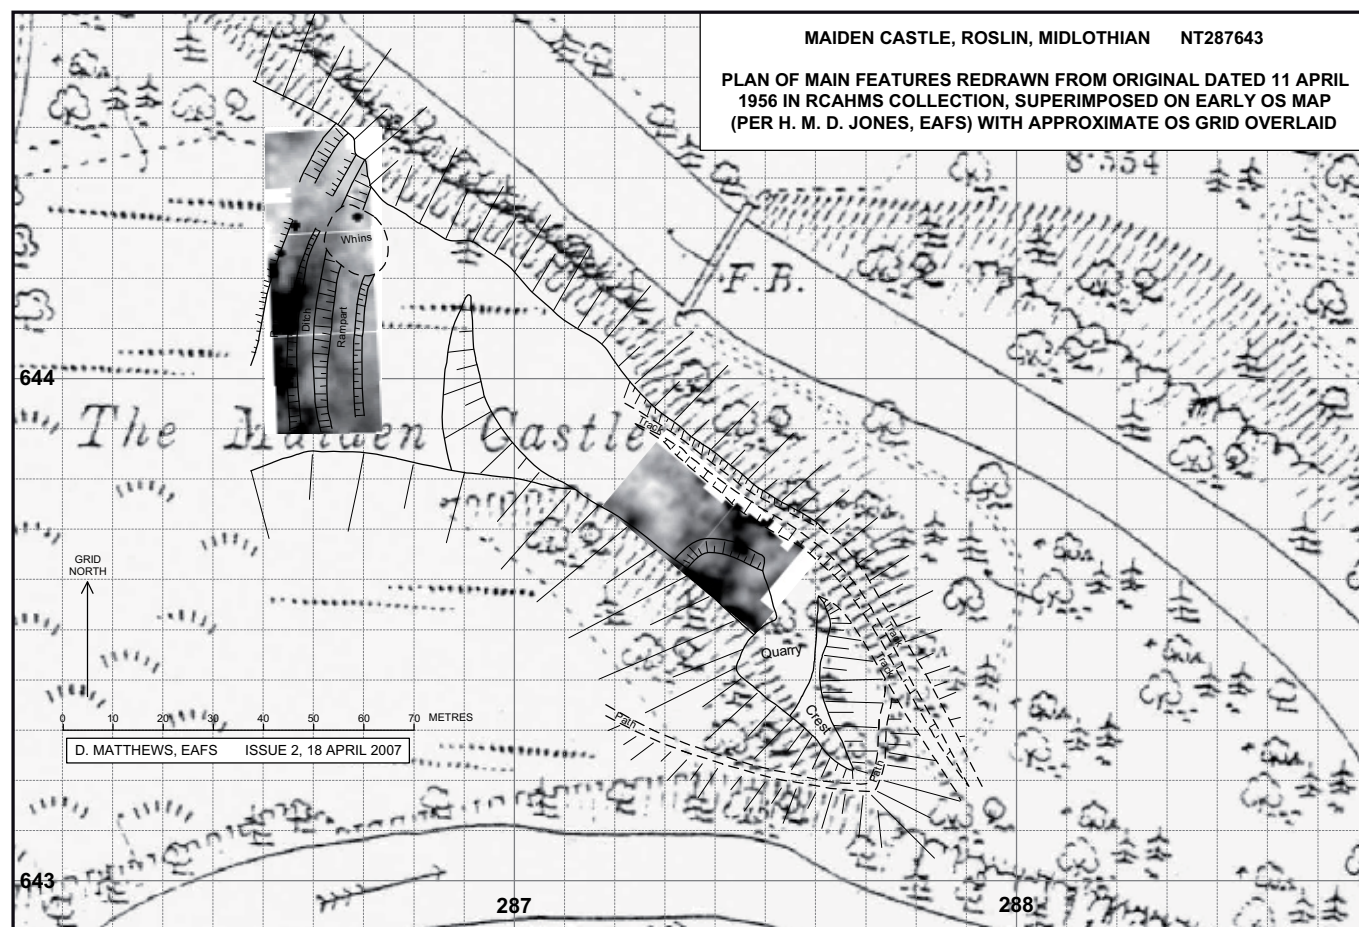 MAIDEN CASTLE, ROSLIN, MIDLOTHIAN NT287643
PLAN OF MAIN FEATURES REDRAWN FROM ORIGINAL DATED 11 APRIL
1956 IN RCAHMS COLLECTION, SUPERIMPOSED ON EARLY OS MAP
(PER H. M. D. JONES, EAFS) WITH APPROXIMATE OS GRID OVERLAID
8·554
Whins
F.B.
Ditch
Rampart
644
The Maiden Castle
Track
GRID
NORTH
Track
Quarry
Track
Crest
Path
0 10 20 30 40 50 60 70 METRES
D. MATTHEWS, EAFS ISSUE 2, 18 APRIL 2007
Path
643
287
288